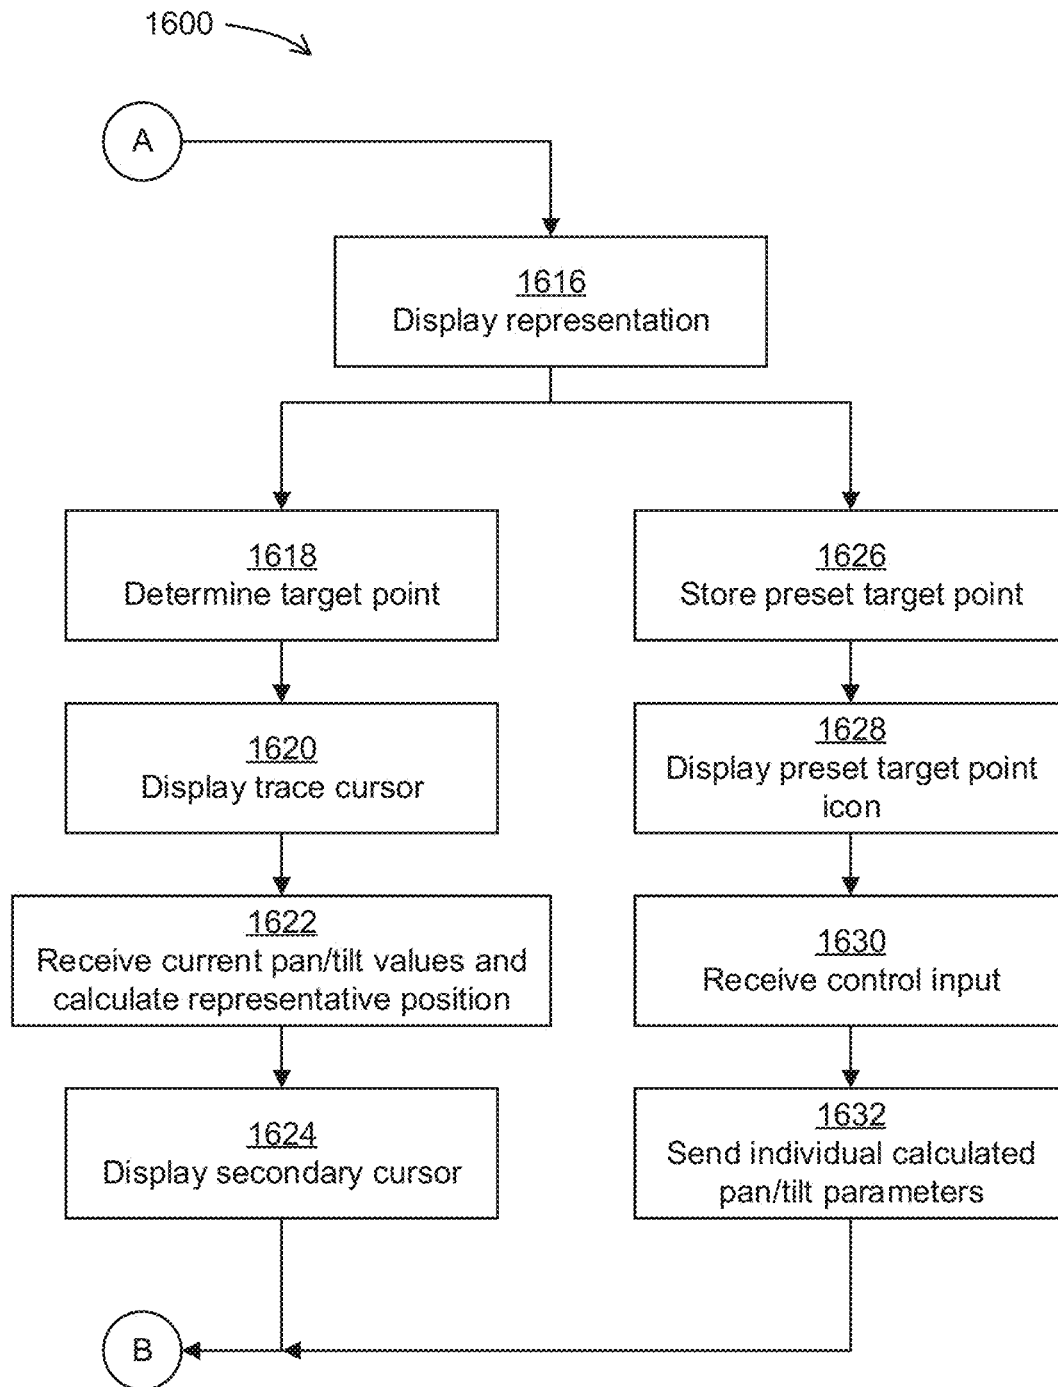 1600
A
1616
Display representation
1618
Determine target point
1626
Store preset target point
1620
Display trace cursor
1628
Display preset target point
icon
1622
Receive current pan/tilt values and
calculate representative position
1630
Receive control input
1624
Display secondary cursor
1632
Send individual calculated
pan/tilt parameters
B